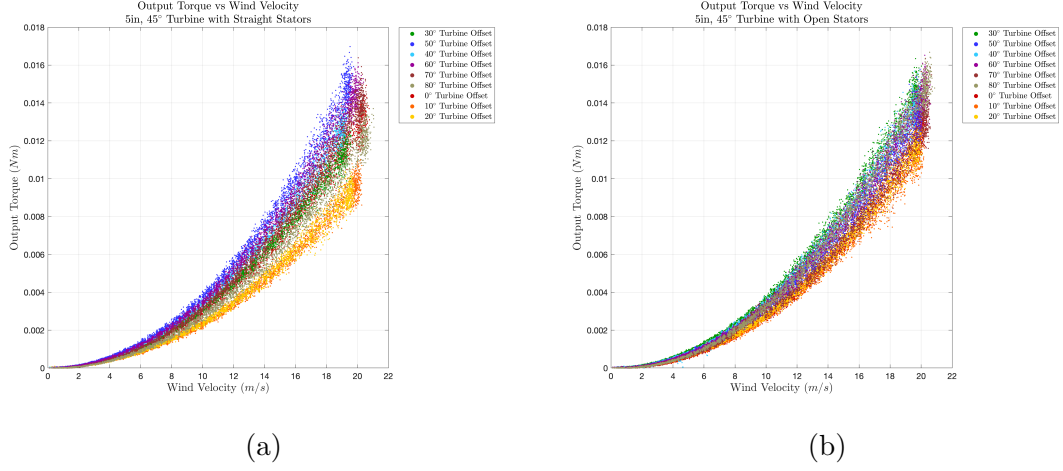 Output Torque vs Wind Velocity
5in, 45° Turbine with Straight Stators
0.018
0.016
0.014
0.012
0.01
0.008
0.006
0.004
0.002
0
Output Torque (Nm)
0 2 4 6 8 10 12 14 16 18 20 22
Wind Velocity (m/s)
30° Turbine Offset
50° Turbine Offset
40° Turbine Offset
60° Turbine Offset
70° Turbine Offset
80° Turbine Offset
0° Turbine Offset
10° Turbine Offset
20° Turbine Offset
(a)
Output Torque vs Wind Velocity
5in, 45° Turbine with Open Stators
0.018
0.016
0.014
0.012
0.01
0.008
0.006
0.004
0.002
0
Output Torque (Nm)
0 2 4 6 8 10 12 14 16 18 20 22
Wind Velocity (m/s)
30° Turbine Offset
50° Turbine Offset
40° Turbine Offset
60° Turbine Offset
70° Turbine Offset
80° Turbine Offset
0° Turbine Offset
10° Turbine Offset
20° Turbine Offset
(b)